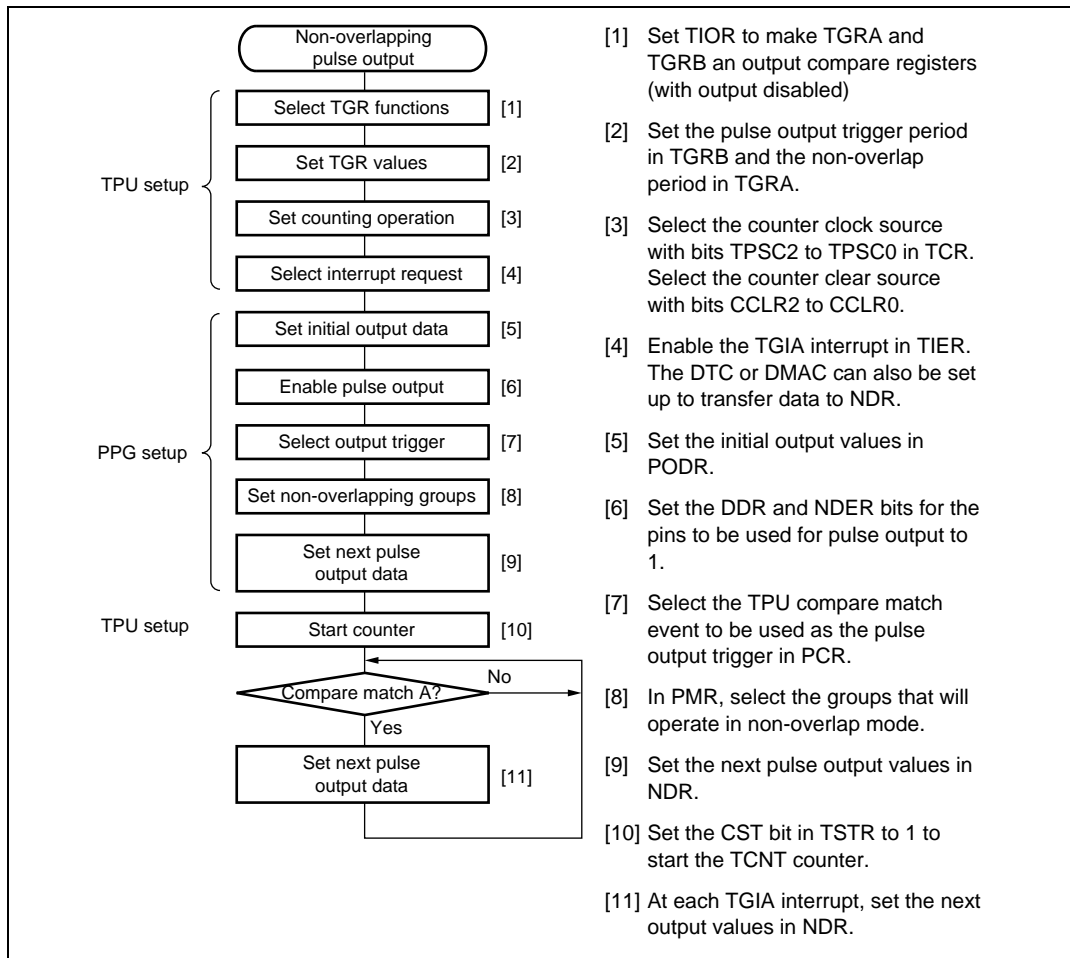 Non-overlapping
pulse output
TPU setup
Select TGR functions [1]
Set TGR values [2]
Set counting operation [3]
Select interrupt request [4]
PPG setup
Set initial output data [5]
Enable pulse output [6]
Select output trigger [7]
Set non-overlapping groups [8]
Set next pulse
output data [9]
TPU setup
Start counter [10]
Compare match A?
No
Yes
Set next pulse
output data [11]
[1] Set TIOR to make TGRA and
TGRB an output compare registers
(with output disabled)
[2] Set the pulse output trigger period
in TGRB and the non-overlap
period in TGRA.
[3] Select the counter clock source
with bits TPSC2 to TPSC0 in TCR.
Select the counter clear source
with bits CCLR2 to CCLR0.
[4] Enable the TGIA interrupt in TIER.
The DTC or DMAC can also be set
up to transfer data to NDR.
[5] Set the initial output values in
PODR.
[6] Set the DDR and NDER bits for the
pins to be used for pulse output to
1.
[7] Select the TPU compare match
event to be used as the pulse
output trigger in PCR.
[8] In PMR, select the groups that will
operate in non-overlap mode.
[9] Set the next pulse output values in
NDR.
[10] Set the CST bit in TSTR to 1 to
start the TCNT counter.
[11] At each TGIA interrupt, set the next
output values in NDR.